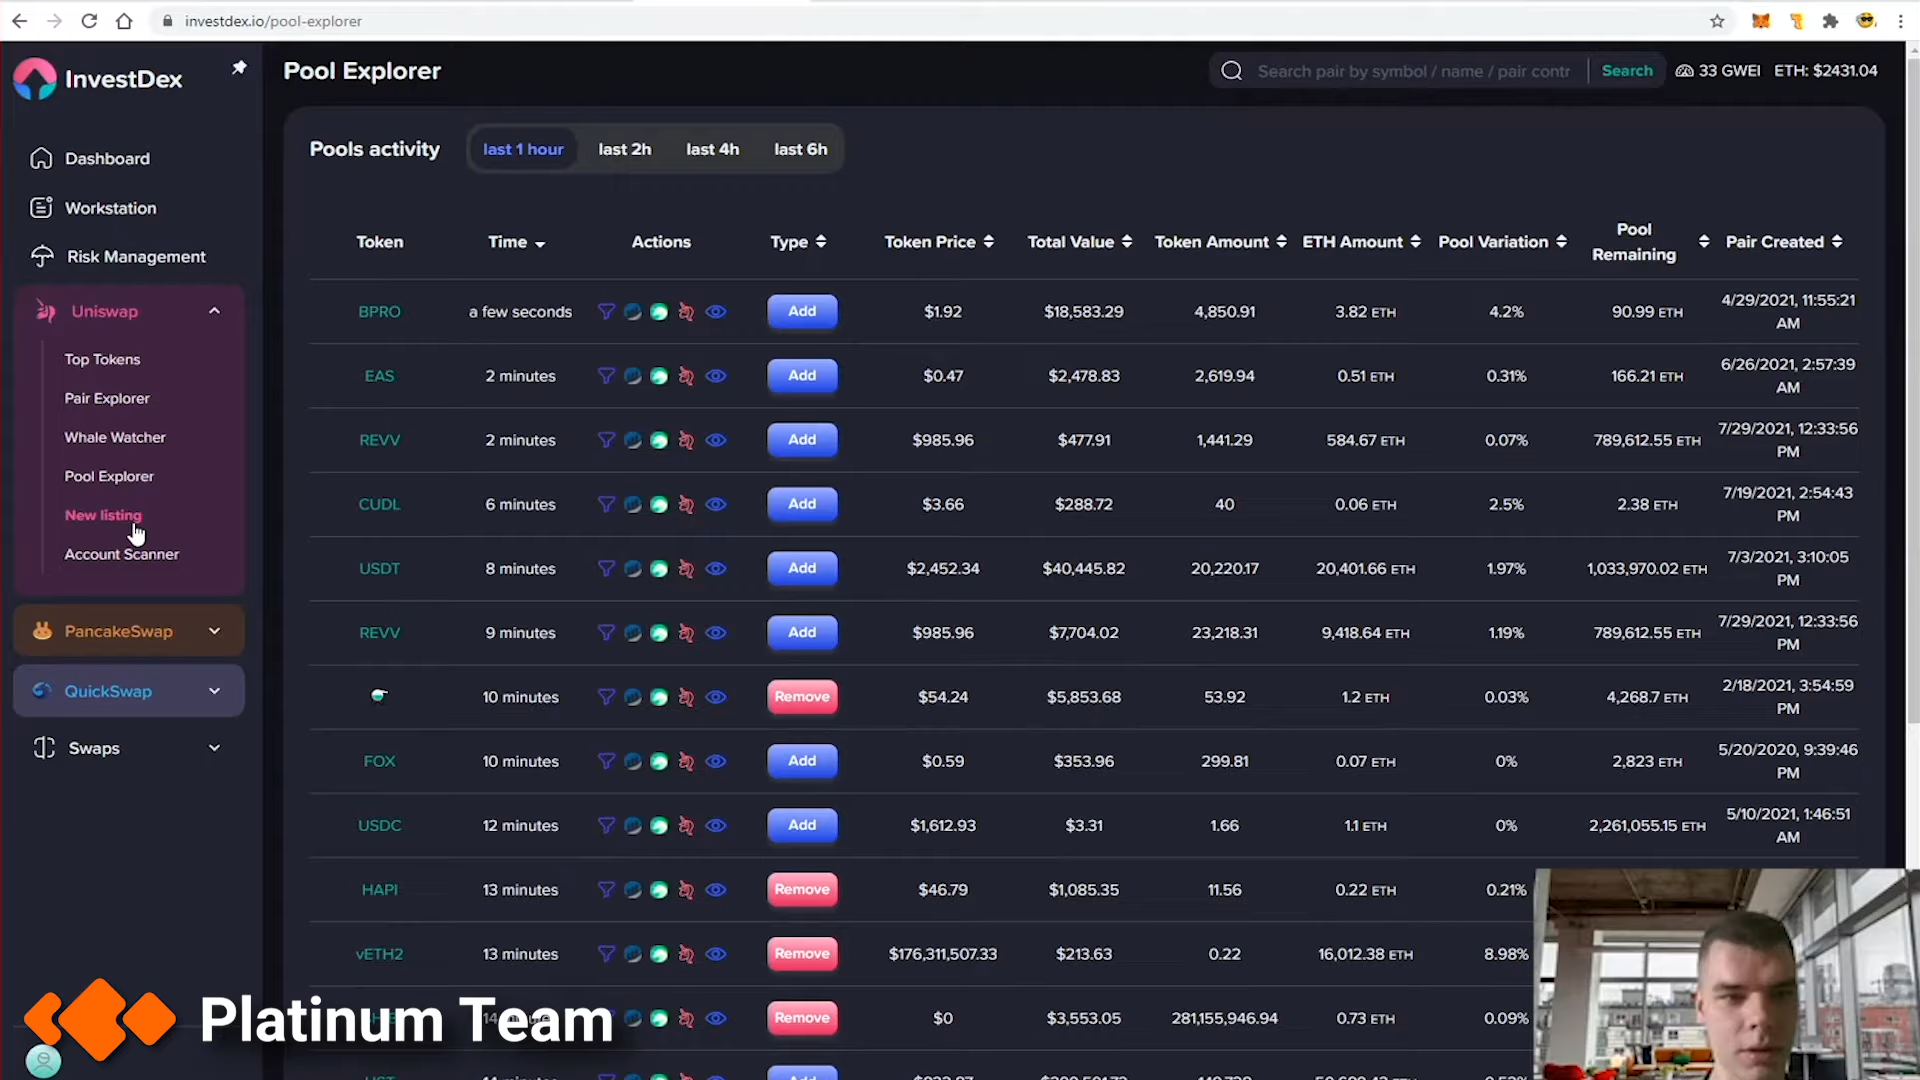 investdex.io/pool-explorer
InvestDex
Pool Explorer
Search pair by symbol / name / pair contr
Search
33 GWEI
ETH: $2431.04
Dashboard
Workstation
Risk Management
Uniswap
Top Tokens
Pair Explorer
Whale Watcher
Pool Explorer
New listing
Account Scanner
PancakeSwap
QuickSwap
Swaps
Pools activity
last 1 hour last 2h last 4h last 6h
Token Time Actions Type Token Price Total Value Token Amount ETH Amount Pool Variation Pool Remaining Pair Created
BPRO a few seconds Add $1.92 $18,583.29 4,850.91 3.82 ETH 4.2% 90.99 ETH 4/29/2021, 11:55:21 AM
EAS 2 minutes Add $0.47 $2,478.83 2,619.94 0.51 ETH 0.31% 166.21 ETH 6/26/2021, 2:57:39 AM
REVV 2 minutes Add $985.96 $477.91 1,441.29 584.67 ETH 0.07% 789,612.55 ETH 7/29/2021, 12:33:56 PM
CUDL 6 minutes Add $3.66 $288.72 40 0.06 ETH 2.5% 2.38 ETH 7/19/2021, 2:54:43 PM
USDT 8 minutes Add $2,452.34 $40,445.82 20,220.17 20,401.66 ETH 1.97% 1,033,970.02 ETH 7/3/2021, 3:10:05 PM
REVV 9 minutes Add $985.96 $7,704.02 23,218.31 9,418.64 ETH 1.19% 789,612.55 ETH 7/29/2021, 12:33:56 PM
10 minutes Remove $54.24 $5,853.68 53.92 1.2 ETH 0.03% 4,268.7 ETH 2/18/2021, 3:54:59 PM
FOX 10 minutes Add $0.59 $353.96 299.81 0.07 ETH 0% 2,823 ETH 5/20/2020, 9:39:46 PM
USDC 12 minutes Add $1,612.93 $3.31 1.66 1.1 ETH 0% 2,261,055.15 ETH 5/10/2021, 1:46:51 AM
HAPI 13 minutes Remove $46.79 $1,085.35 11.56 0.22 ETH 0.21%
vETH2 13 minutes Remove $176,311,507.33 $213.63 0.22 16,012.38 ETH 8.98%
Remove $0 $3,553.05 281,155,946.94 0.73 ETH 0.09%
Add
Platinum Team